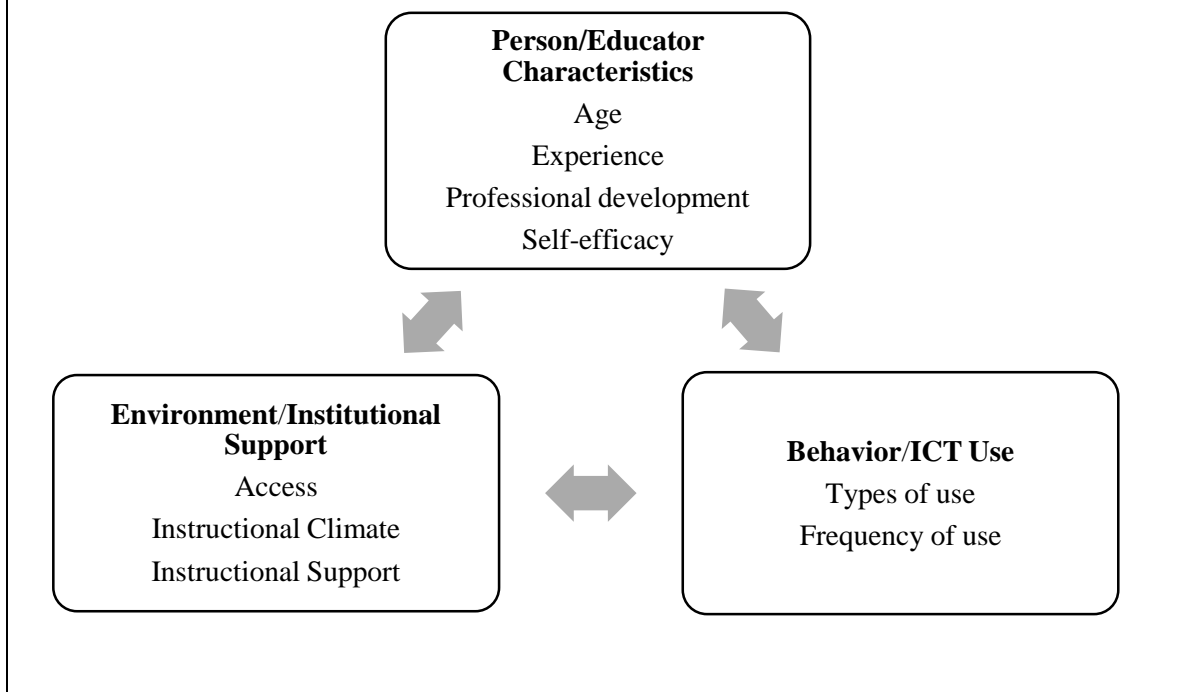 Person/Educator
Characteristics
Age
Experience
Professional development
Self-efficacy
Environment/Institutional
Support
Access
Instructional Climate
Instructional Support
Behavior/ICT Use
Types of use
Frequency of use